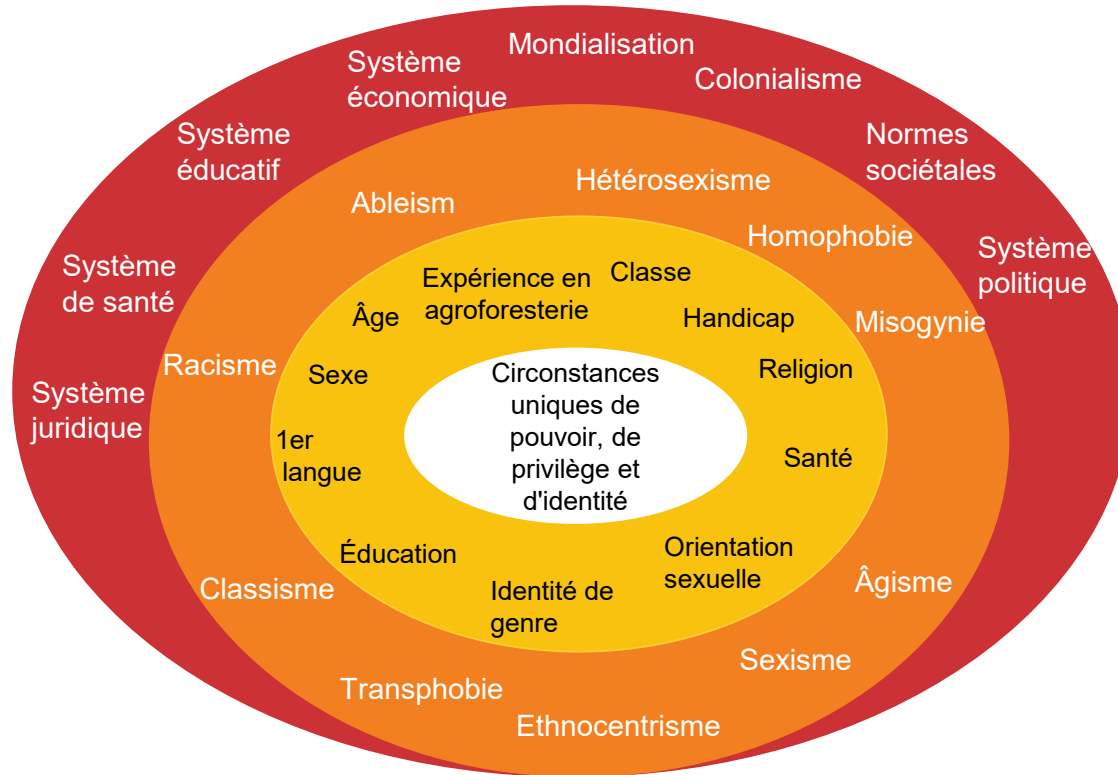 Mondialisation
Système
économique
Colonialisme
Système
éducatif
Normes
sociétales
Système
politique
Système
de santé
Système
juridique
Hétérosexisme
Ableism
Homophobie
Misogynie
Racisme
Classisme
Âgisme
Sexisme
Transphobie
Ethnocentrisme
Expérience en
agroforesterie
Classe
Âge
Handicap
Sexe
Religion
1er
langue
Santé
Éducation
Orientation
sexuelle
Identité de
genre
Circonstances
uniques de
pouvoir, de
privilège et
d'identité